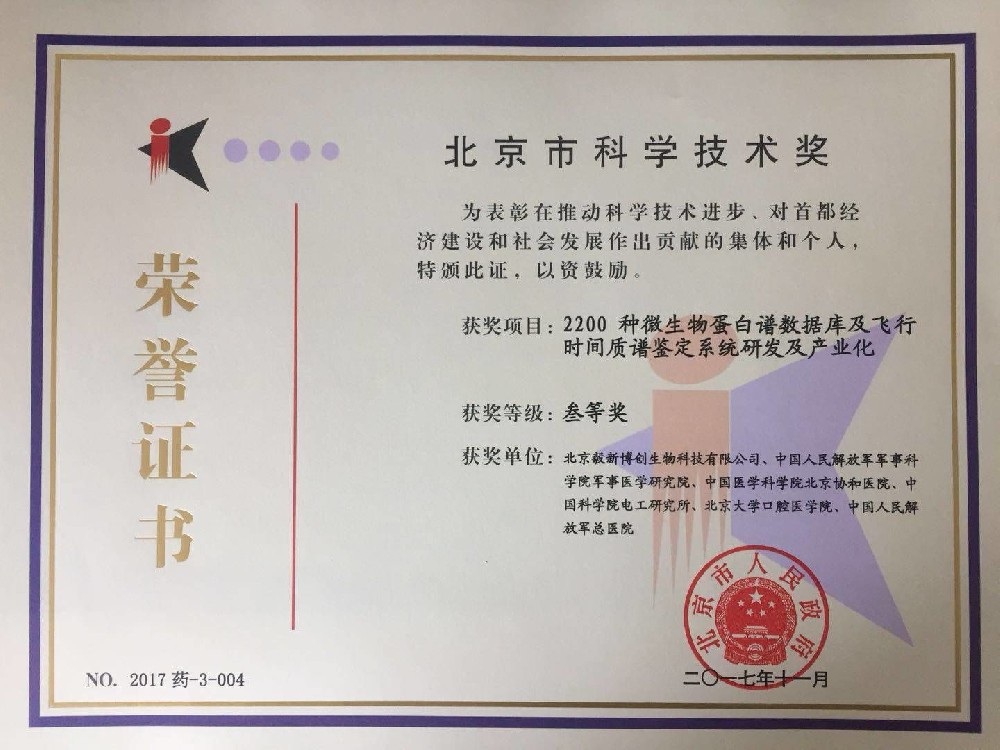 荣誉证书
北京市科学技术奖
为表彰在推动科学技术进步、对首都经
济建设和社会发展作出贡献的集体和个人，
特颁此证，以资鼓励。
获奖项目：2200 种微生物蛋白谱数据库及飞行
时间质谱鉴定系统研发及产业化
获奖等级：叁等奖
获奖单位：北京毅新博创生物科技有限公司、中国人民解放军军事科
学院军事医学研究院、中国医学科学院北京协和医院、中
国科学院电工研究所、北京大学口腔医学院、中国人民解
放军总医院
北京市人民政府
二〇一七年十一月
NO. 2017 药-3-004